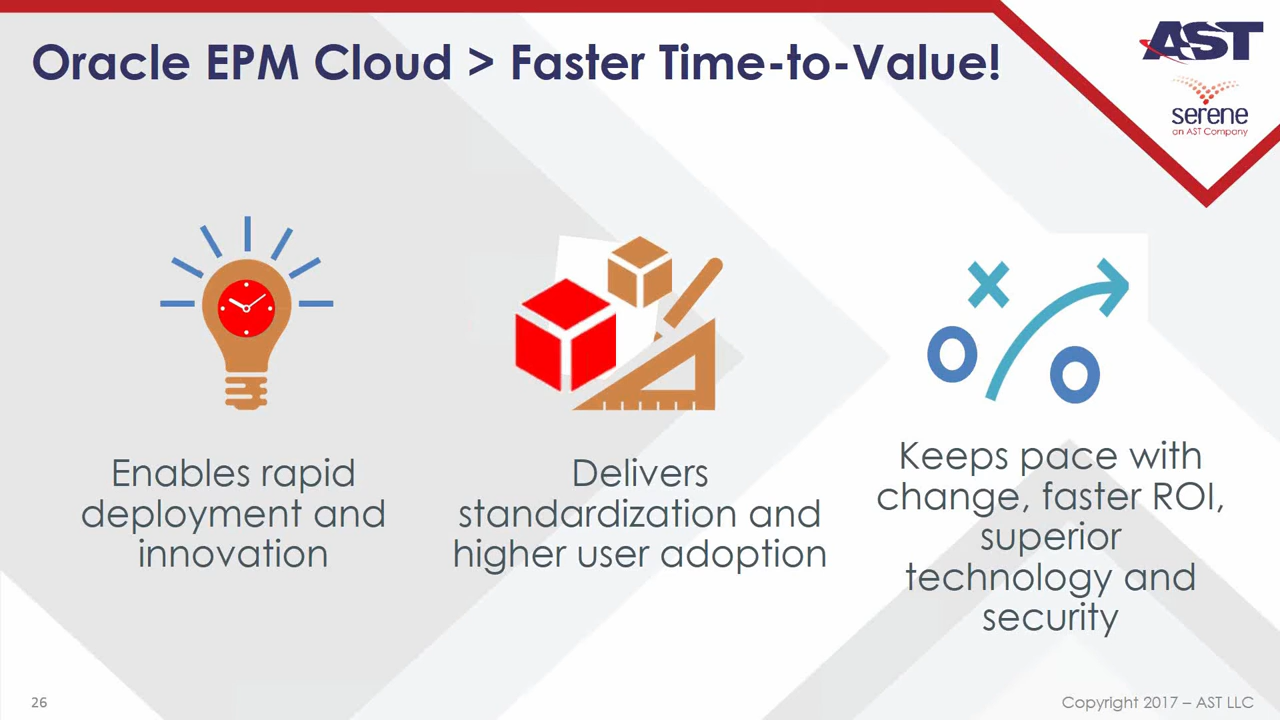 Oracle EPM Cloud > Faster Time-to-Value!
AST
serene
an AST Company
Enables rapid
deployment and
innovation
Delivers
standardization and
higher user adoption
Keeps pace with
change, faster ROI,
superior
technology and
security
26
Copyright 2017 – AST LLC